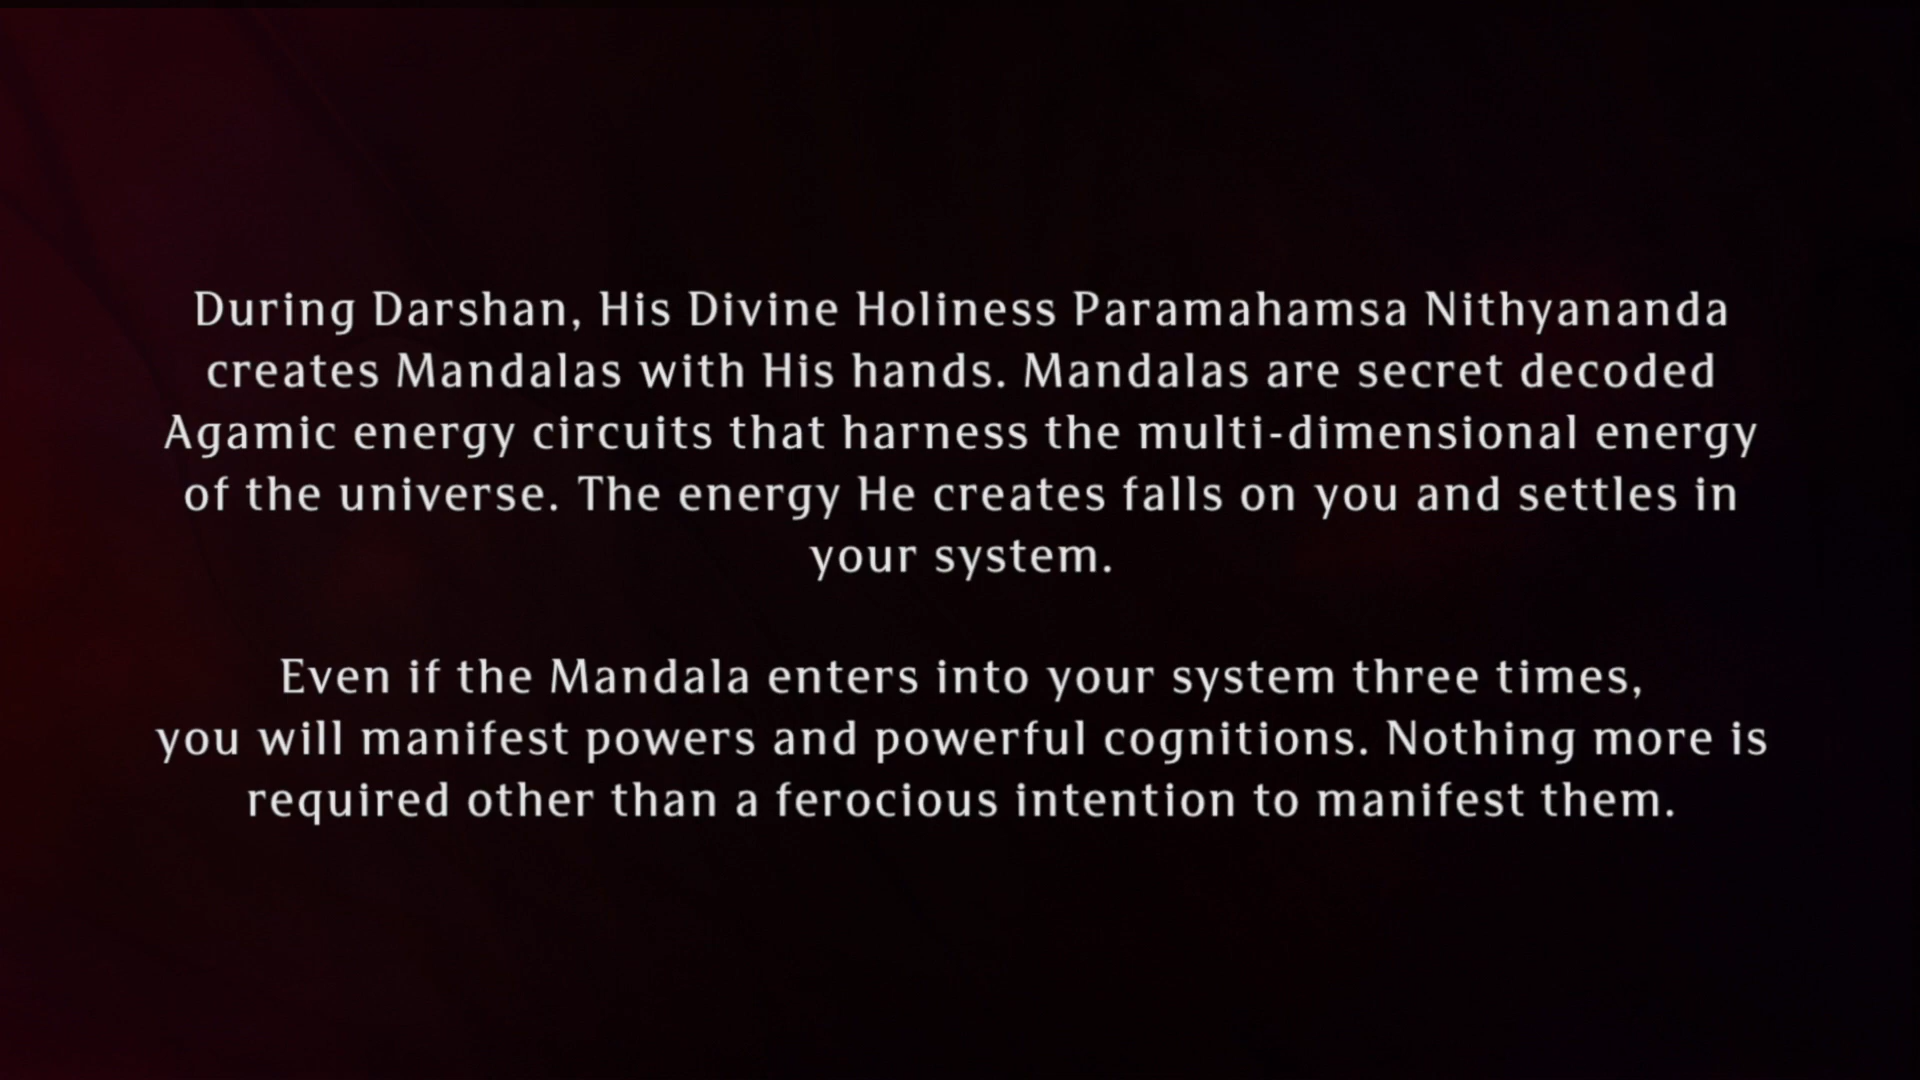 During Darshan, His Divine Holiness Paramahamsa Nithyananda
creates Mandalas with His hands. Mandalas are secret decoded
Agamic energy circuits that harness the multi-dimensional energy
of the universe. The energy He creates falls on you and settles in
your system.
Even if the Mandala enters into your system three times,
you will manifest powers and powerful cognitions. Nothing more is
required other than a ferocious intention to manifest them.